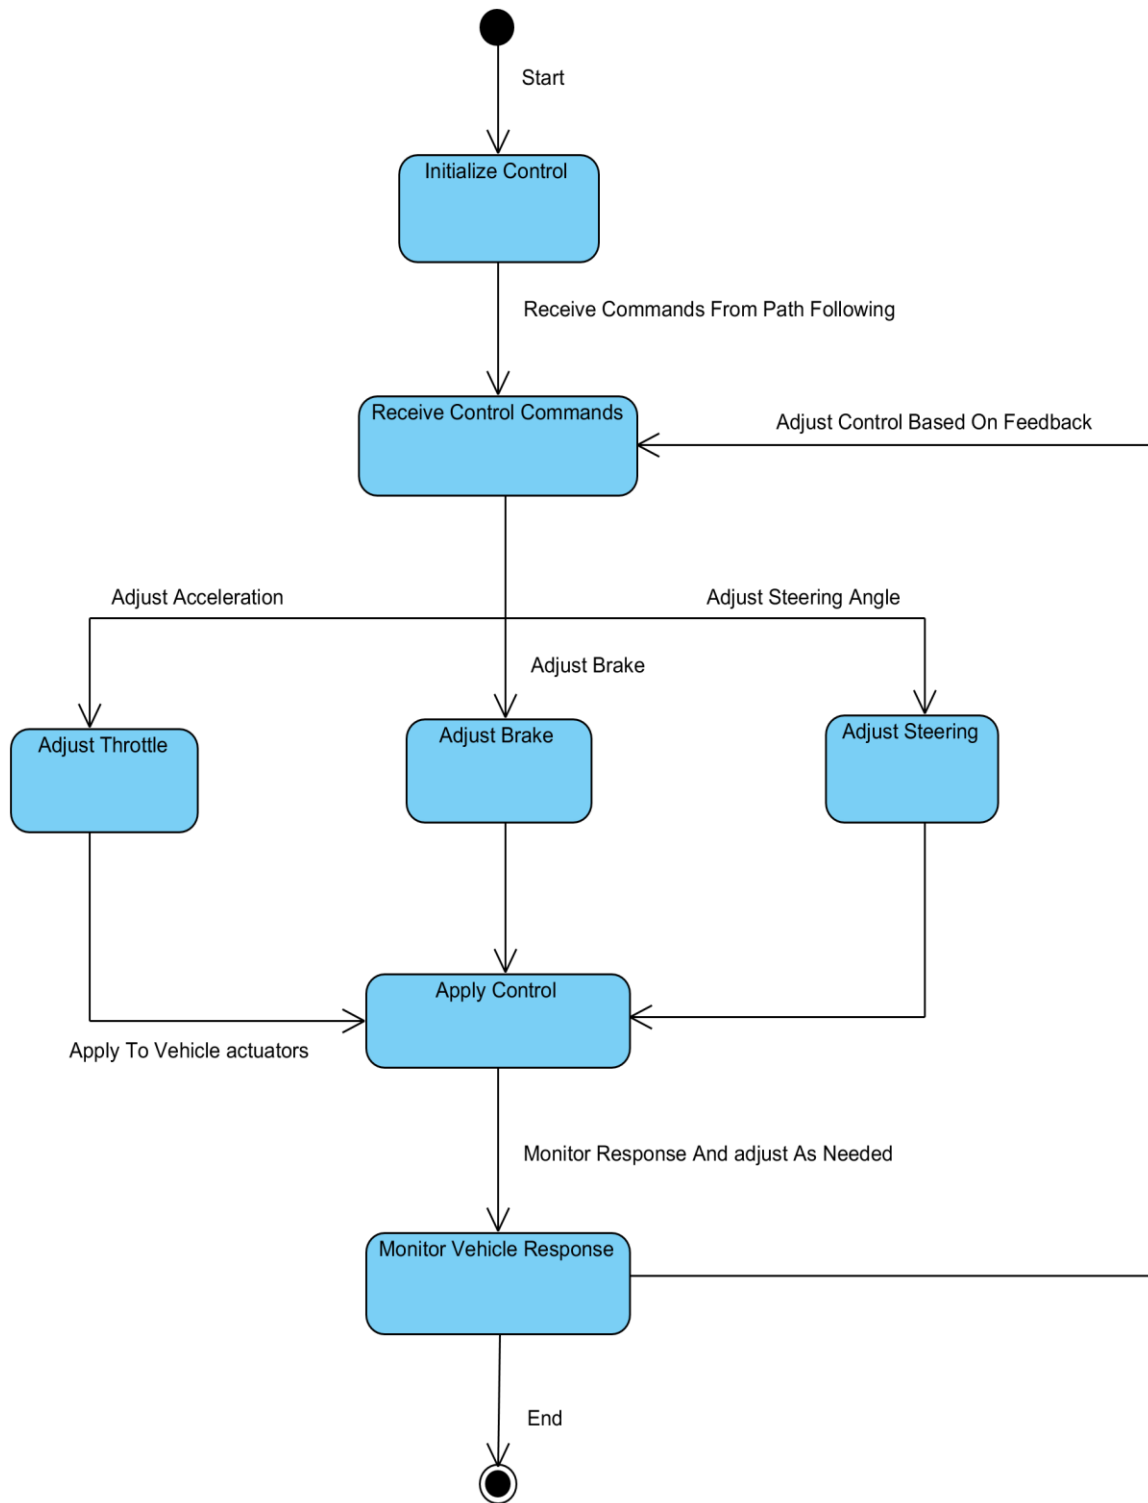 Start
Initialize Control
Receive Commands From Path Following
Receive Control Commands
Adjust Control Based On Feedback
Adjust Acceleration
Adjust Steering Angle
Adjust Brake
Adjust Throttle
Adjust Brake
Adjust Steering
Apply Control
Apply To Vehicle actuators
Monitor Response And adjust As Needed
Monitor Vehicle Response
End